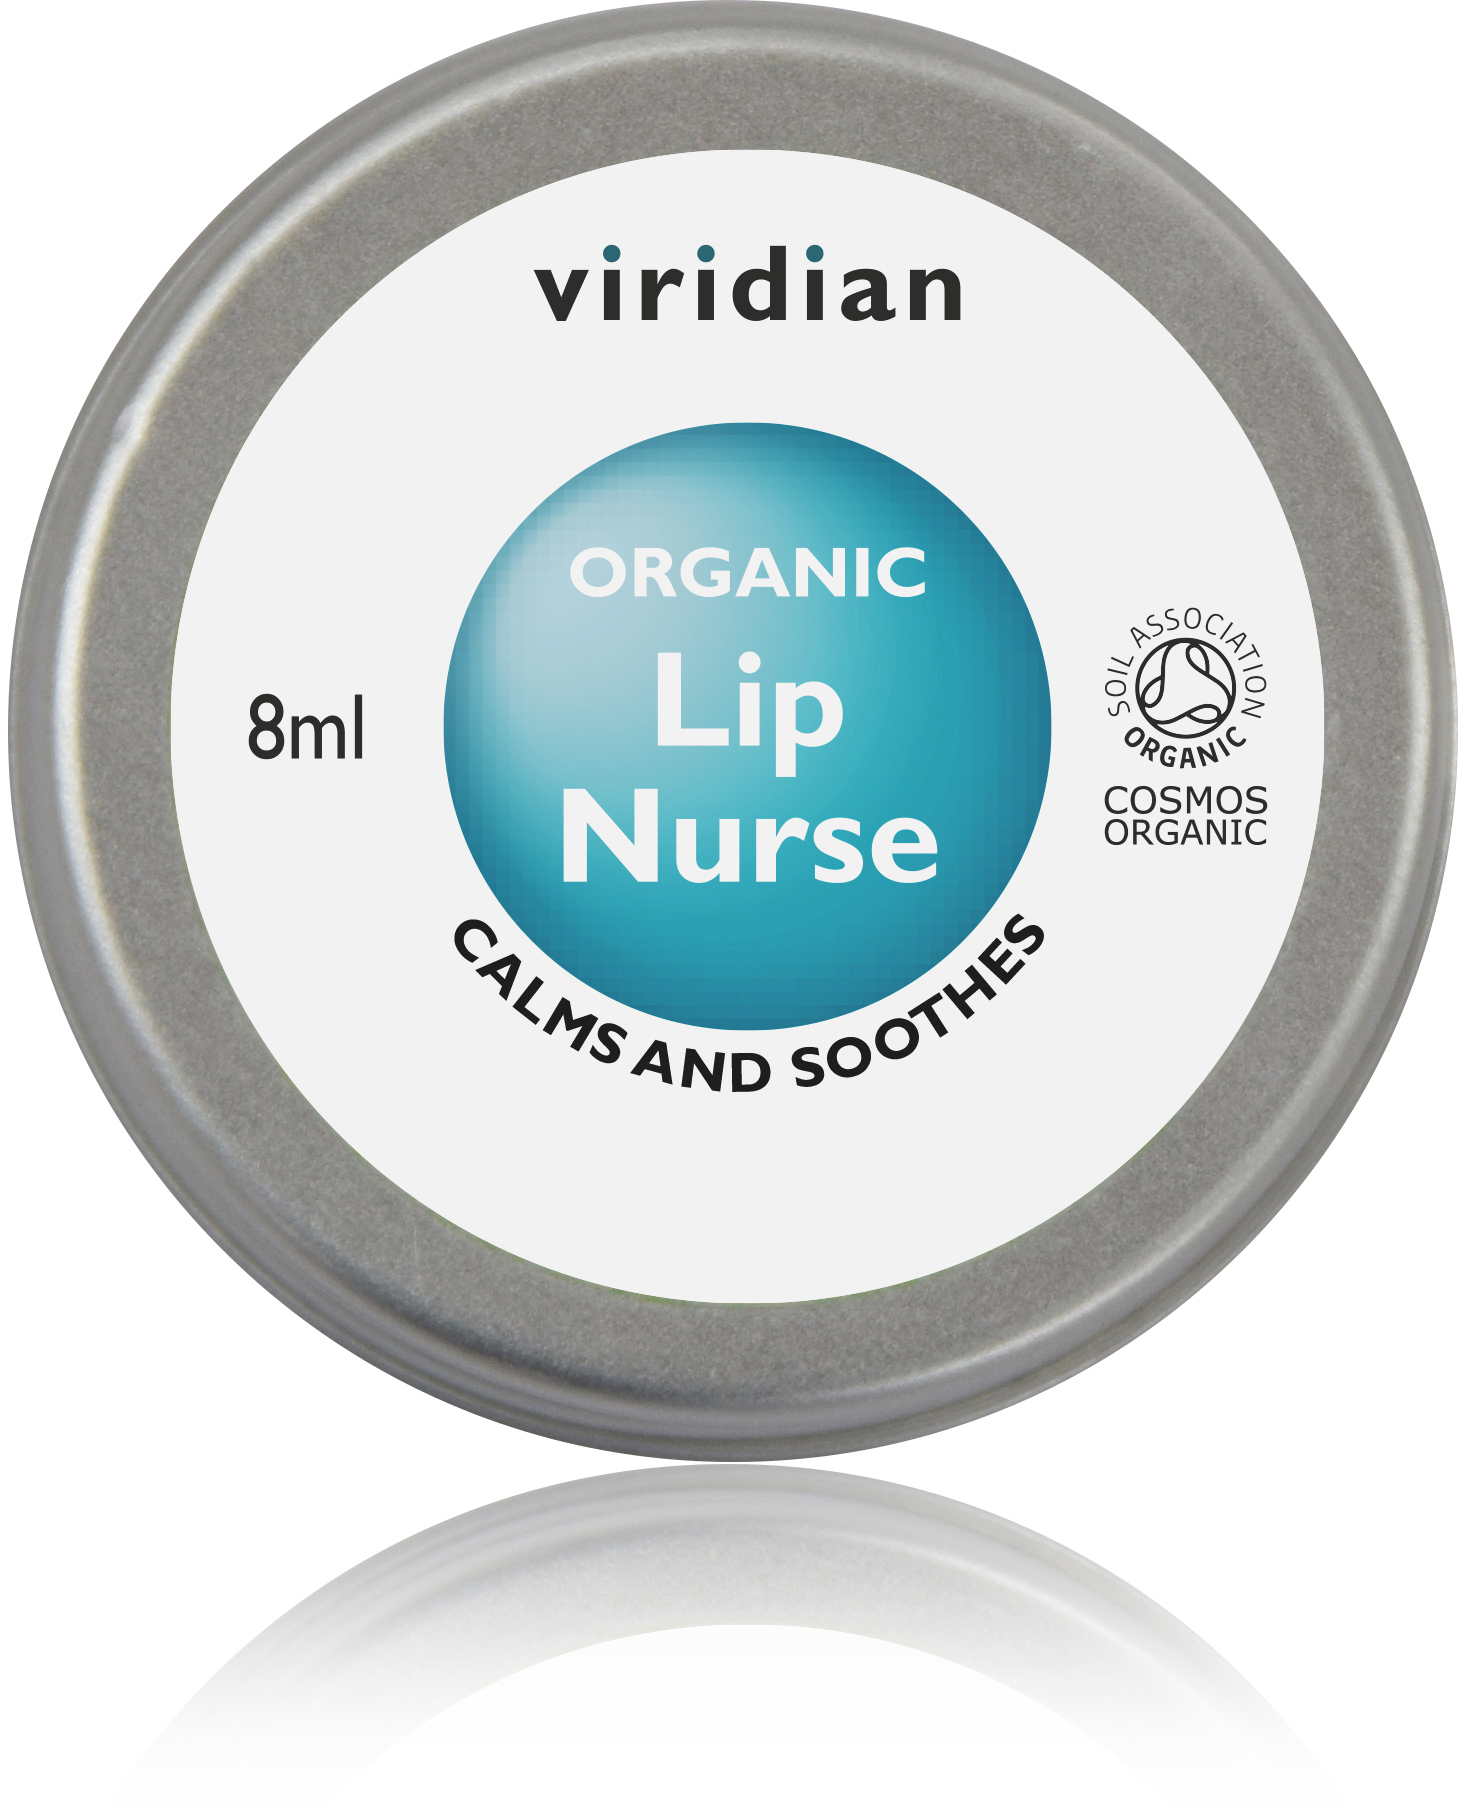 viridian
ORGANIC
Lip
Nurse
CALMS AND SOOTHES
8ml
SOIL ASSOCIATION
ORGANIC
COSMOS
ORGANIC